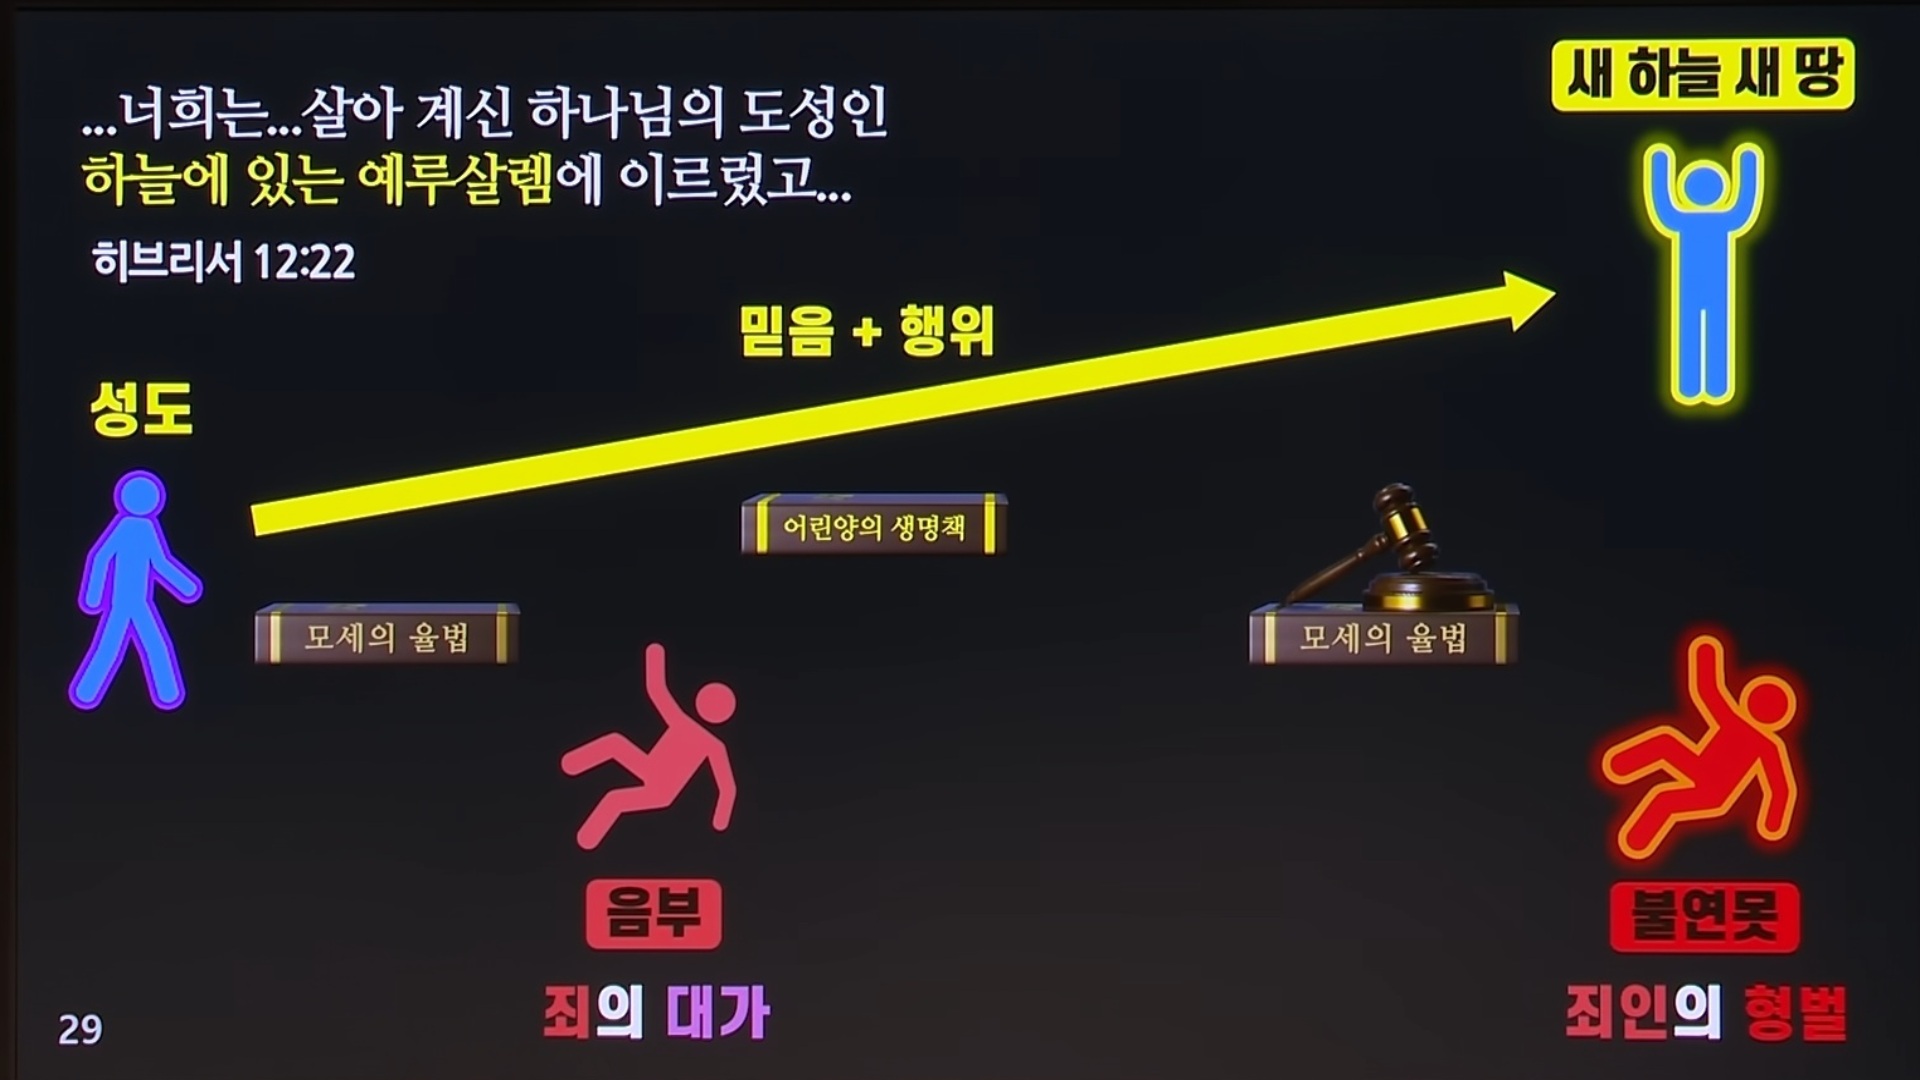 새 하늘 새 땅
...너희는...살아 계신 하나님의 도성인
하늘에 있는 예루살렘에 이르렀고...
히브리서 12:22
믿음 + 행위
성도
어린양의 생명책
모세의 율법
모세의 율법
음부
불연못
죄의 대가
죄인의 형벌
29